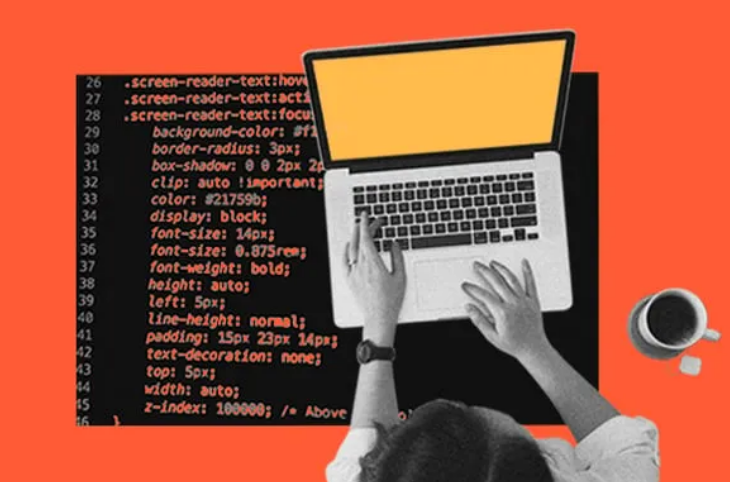 26 .screen-reader-text:hove
27 .screen-reader-text:acti
28 .screen-reader-text:focu
29 background-color: #f1
30 border-radius: 3px;
31 box-shadow: 0 0 2px 2p
32 clip: auto !important;
33 color: #21759b;
34 display: block;
35 font-size: 14px;
36 font-size: 0.875rem;
37 font-weight: bold;
38 height: auto;
39 left: 5px;
40 line-height: normal;
41 padding: 15px 23px 14px;
42 text-decoration: none;
43 top: 5px;
44 width: auto;
45 z-index: 100000; /* Above
46 }